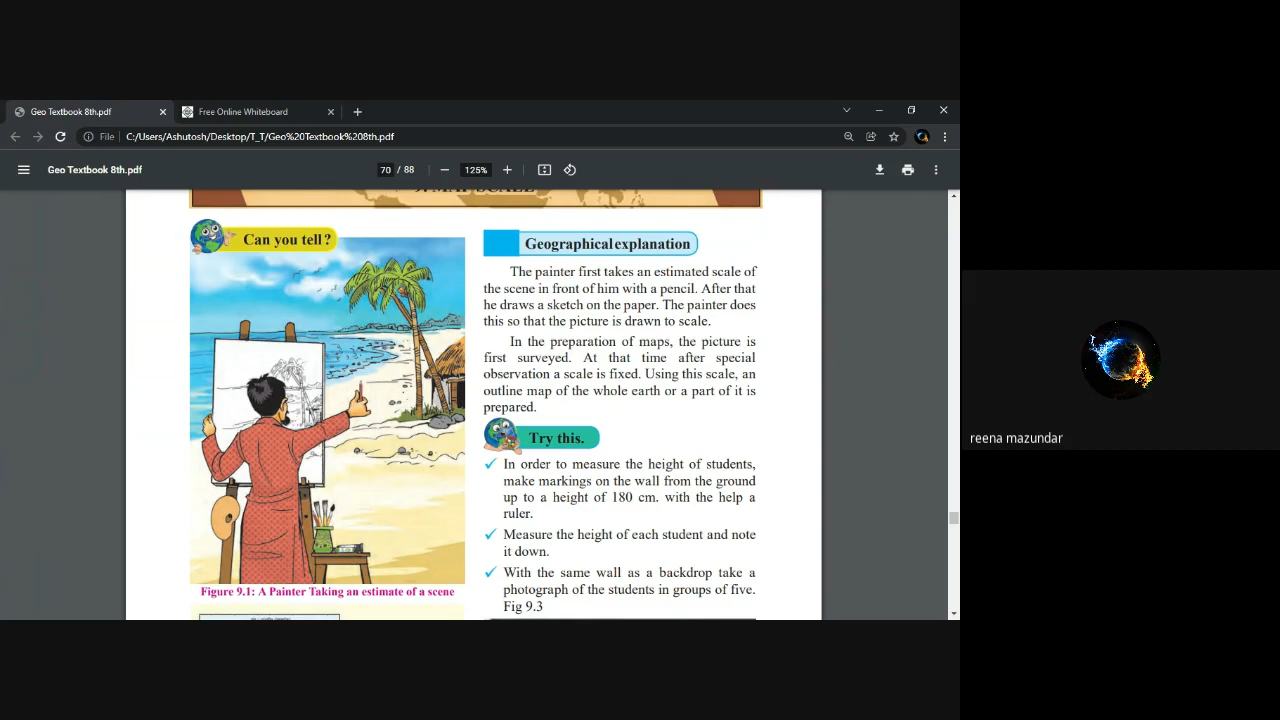 Geo Textbook 8th.pdf
Free Online Whiteboard
File
C:/Users/Ashutosh/Desktop/T_T/Geo%20Textbook%208th.pdf
Geo Textbook 8th.pdf
70 / 88
125%
9. MAP SCALE
Can you tell ?
Figure 9.1: A Painter Taking an estimate of a scene
Geographical explanation
The painter first takes an estimated scale of
the scene in front of him with a pencil. After that
he draws a sketch on the paper. The painter does
this so that the picture is drawn to scale.
In the preparation of maps, the picture is
first surveyed. At that time after special
observation a scale is fixed. Using this scale, an
outline map of the whole earth or a part of it is
prepared.
Try this.
In order to measure the height of students,
make markings on the wall from the ground
up to a height of 180 cm. with the help a
ruler.
Measure the height of each student and note
it down.
With the same wall as a backdrop take a
photograph of the students in groups of five.
Fig 9.3
reena mazundar